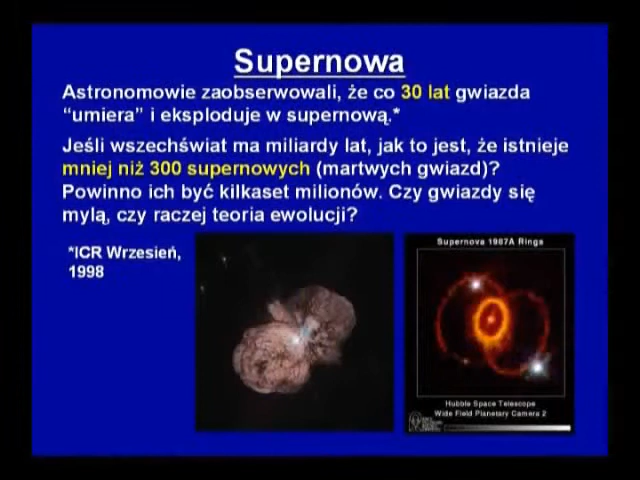 Supernowa
Astronomowie zaobserwowali, że co 30 lat gwiazda
“umiera” i eksploduje w supernową.*
Jeśli wszechświat ma miliardy lat, jak to jest, że istnieje
mniej niż 300 supernowych (martwych gwiazd)?
Powinno ich być kilkaset milionów. Czy gwiazdy się
mylą, czy raczej teoria ewolucji?
*ICR Wrzesień,
1998
Supernova 1987A Rings
Hubble Space Telescope
Wide Field Planetary Camera 2